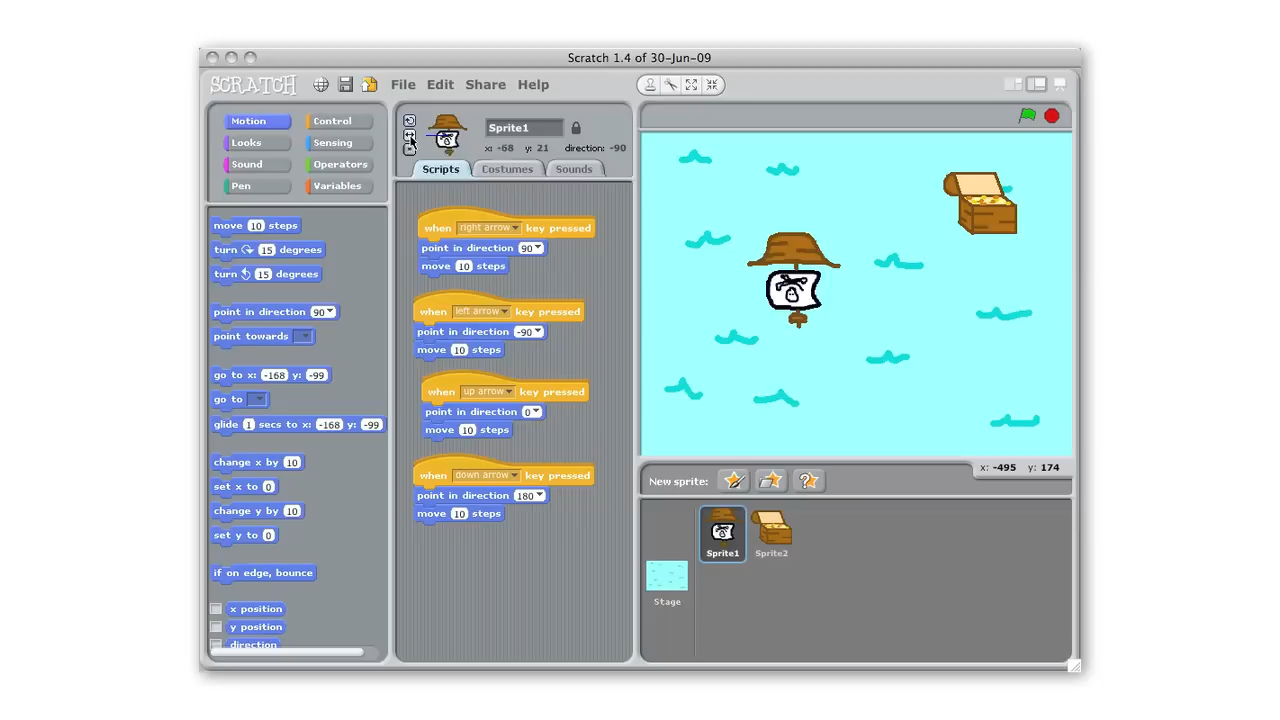 Scratch 1.4 of 30-Jun-09
SCRATCH File Edit Share Help
Motion Control
Looks Sensing
Sound Operators
Pen Variables
move 10 steps
turn 15 degrees
turn 15 degrees
point in direction 90
point towards
go to x: -168 y: -99
go to
glide 1 secs to x: -168 y: -99
change x by 10
set x to 0
change y by 10
set y to 0
if on edge, bounce
x position
y position
direction
Sprite1
x: -68 y: 21 direction: -90
Scripts Costumes Sounds
when right arrow key pressed
point in direction 90
move 10 steps
when left arrow key pressed
point in direction -90
move 10 steps
when up arrow key pressed
point in direction 0
move 10 steps
when down arrow key pressed
point in direction 180
move 10 steps
x: -495 y: 174
New sprite:
Sprite1 Sprite2
Stage